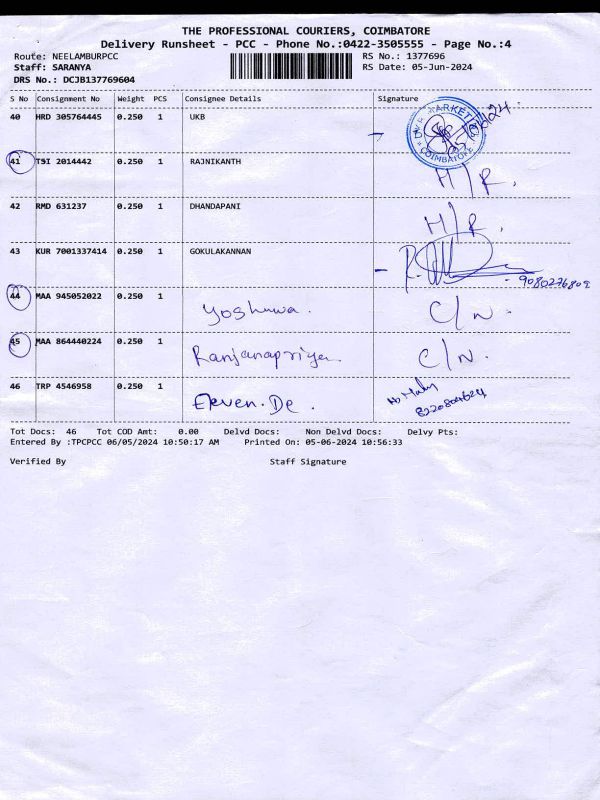 THE PROFESSIONAL COURIERS, COIMBATORE
Delivery Runsheet - PCC - Phone No.:0422-3505555 - Page No.:4
Route: NEELAMBURPCC RS No.: 1377696
Staff: SARANYA RS Date: 05-Jun-2024
DRS No.: DCJB137769604
S No Consignment No Weight PCS Consignee Details Signature
40 HRD 305764445 0.250 1 UKB MARKET COIMBATORE
41 TSI 2014442 0.250 1 RAJNIKANTH H/R.
42 RMD 631237 0.250 1 DHANDAPANI H/R.
43 KUR 7001337414 0.250 1 GOKULAKANNAN 9080276809
44 MAA 945052022 0.250 1 Yoshuwa. C/N.
45 MAA 864440224 0.250 1 Ranjanapriya C/N.
46 TRP 4546958 0.250 1 8220804624
Tot Docs: 46 Tot COD Amt: 0.00 Delvd Docs: Non Delvd Docs: Delvy Pts:
Entered By :TPCPCC 06/05/2024 10:50:17 AM Printed On: 05-06-2024 10:56:33
Verified By Staff Signature